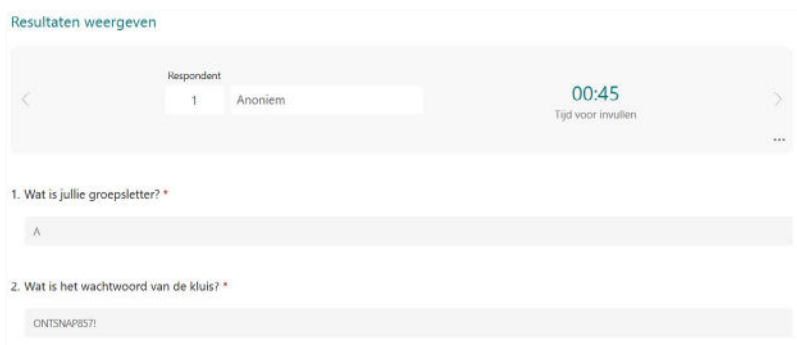 Resultaten weergeven
Respondent
1 Anoniem
00:45
Tijd voor invullen
...
1. Wat is jullie groepsletter? *
A
2. Wat is het wachtwoord van de kluis? *
ONTSNAP857!